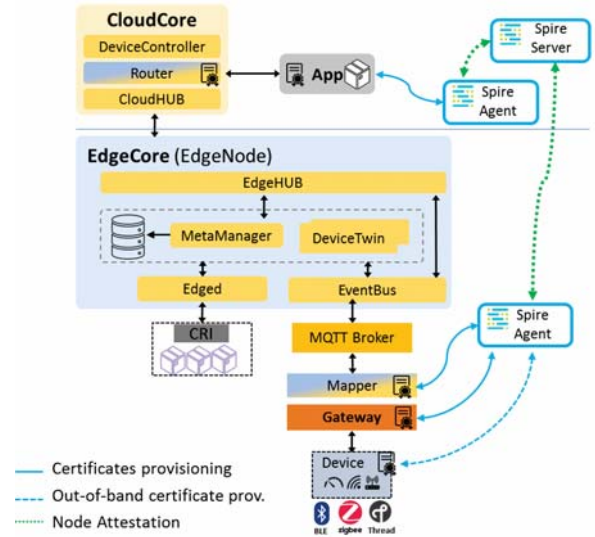 CloudCore
DeviceController
Router
CloudHUB
App
Spire
Server
Spire
Agent
EdgeCore (EdgeNode)
EdgeHUB
MetaManager
DeviceTwin
Edged
EventBus
CRI
MQTT Broker
Spire
Agent
Mapper
Gateway
Device
Certificates provisioning
Out-of-band certificate prov.
Node Attestation
BLE
zigbee
Thread